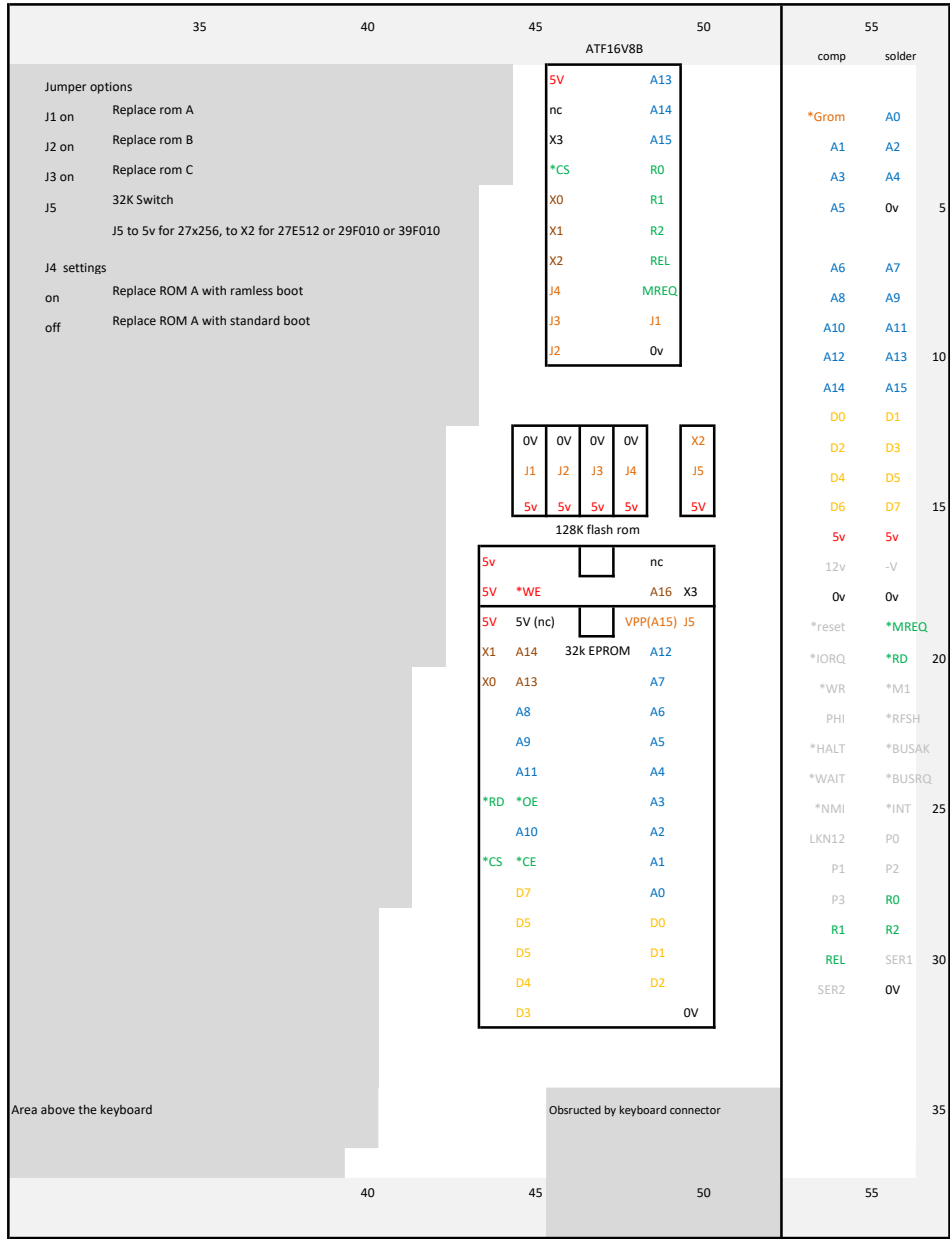 35 40 45 50 55
ATF16V8B
comp solder
5V A13
Jumper options
J1 on Replace rom A nc A14 *Grom A0
J2 on Replace rom B X3 A15 A1 A2
J3 on Replace rom C *CS R0 A3 A4
J5 32K Switch X0 R1 A5 0v 5
J5 to 5v for 27x256, to X2 for 27E512 or 29F010 or 39F010 X1 R2
J4 settings X2 REL A6 A7
on Replace ROM A with ramless boot J4 MREQ A8 A9
off Replace ROM A with standard boot J3 J1 A10 A11
J2 0v A12 A13 10
A14 A15
D0 D1
0V 0V 0V 0V X2 D2 D3
J1 J2 J3 J4 J5 D4 D5
5v 5v 5v 5v 5V D6 D7 15
128K flash rom 5v 5v
5v nc 12v -V
5V *WE A16 X3 0v 0v
5V 5V (nc) VPP(A15) J5 *reset *MREQ
X1 A14 32k EPROM A12 *IORQ *RD 20
X0 A13 A7 *WR *M1
A8 A6 PHI *RFSH
A9 A5 *HALT *BUSAK
A11 A4 *WAIT *BUSRQ
*RD *OE A3 *NMI *INT 25
A10 A2 LKN12 P0
*CS *CE A1 P1 P2
D7 A0 P3 R0
D5 D0 R1 R2
D5 D1 REL SER1 30
D4 D2 SER2 0V
D3 0V
Area above the keyboard Obsructed by keyboard connector 35
40 45 50 55